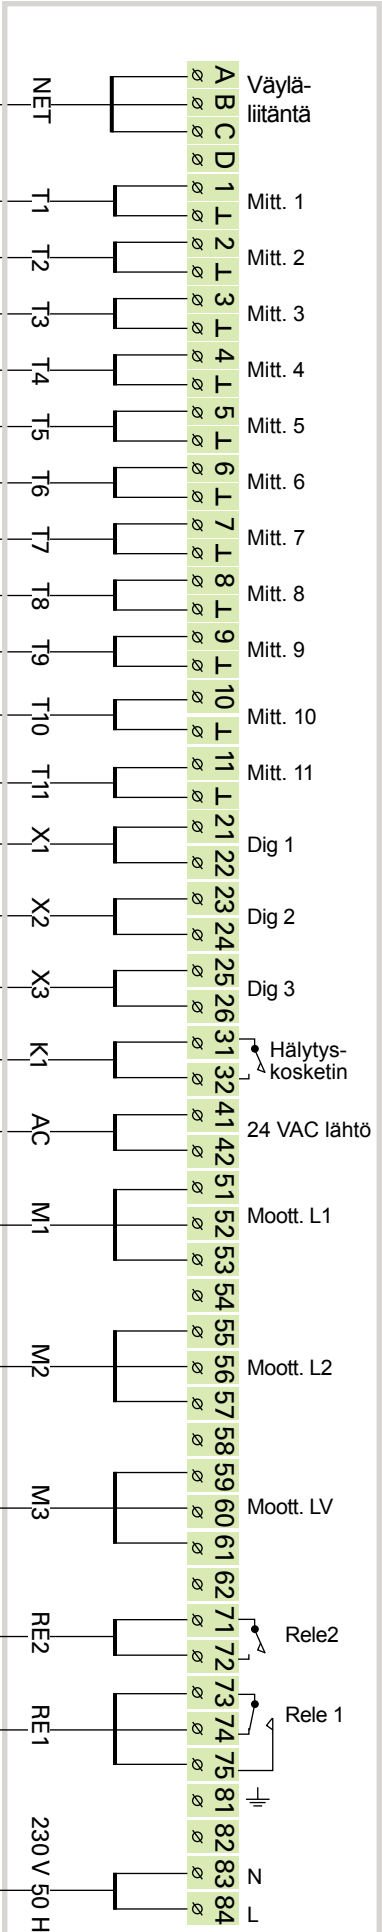 NET
A
B
C
D
Väylä-
liitäntä
T1
1
⊥
Mitt. 1
T2
2
⊥
Mitt. 2
T3
3
⊥
Mitt. 3
T4
4
⊥
Mitt. 4
T5
5
⊥
Mitt. 5
T6
6
⊥
Mitt. 6
T7
7
⊥
Mitt. 7
T8
8
⊥
Mitt. 8
T9
9
⊥
Mitt. 9
T10
10
⊥
Mitt. 10
T11
11
⊥
Mitt. 11
X1
21
22
Dig 1
X2
23
24
Dig 2
X3
25
26
Dig 3
K1
31
32
Hälytys-
kosketin
AC
41
42
24 VAC lähtö
M1
51
52
53
Moott. L1
54
M2
55
56
57
Moott. L2
58
M3
59
60
61
Moott. LV
62
RE2
71
72
Rele2
RE1
73
74
75
Rele 1
81
82
230 V 50 H
83
N
84
L